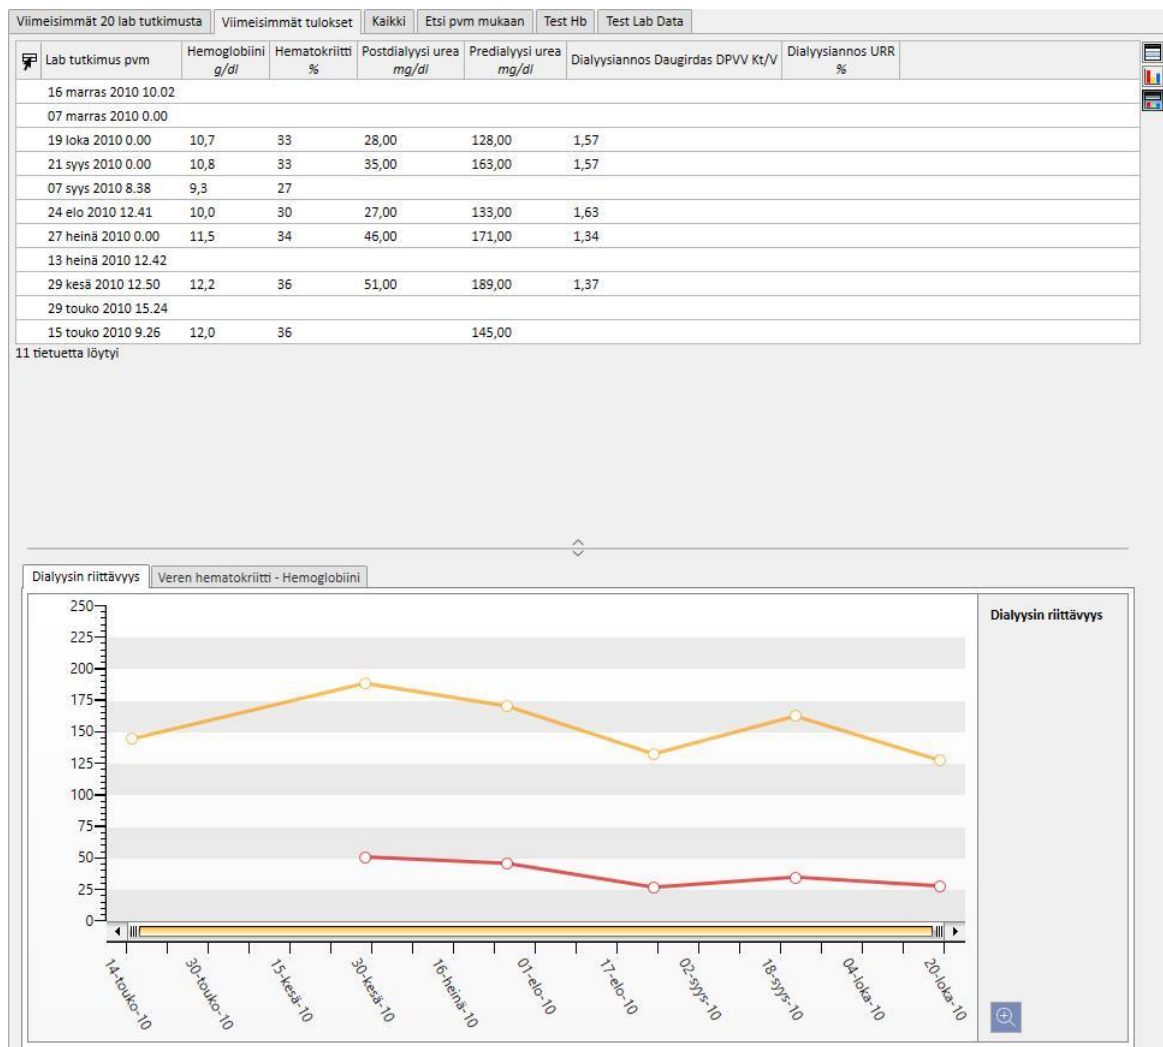 Viimeisimmät 20 lab tutkimusta Viimeisimmät tulokset Kaikki Etsi pvm mukaan Test Hb Test Lab Data
Lab tutkimus pvm Hemoglobiini g/dl Hematokriitti % Postdialyysi urea mg/dl Predialyysi urea mg/dl Dialyysiannos Daugirdas DPVV Kt/V Dialyysiannos URR %
16 marras 2010 10.02
07 marras 2010 0.00
19 loka 2010 0.00 10,7 33 28,00 128,00 1,57
21 syys 2010 0.00 10,8 33 35,00 163,00 1,57
07 syys 2010 8.38 9,3 27
24 elo 2010 12.41 10,0 30 27,00 133,00 1,63
27 heinä 2010 0.00 11,5 34 46,00 171,00 1,34
13 heinä 2010 12.42
29 kesä 2010 12.50 12,2 36 51,00 189,00 1,37
29 touko 2010 15.24
15 touko 2010 9.26 12,0 36 145,00
11 tietuetta löytyi
Dialyysin riittävyys Veren hematokriitti - Hemoglobiini
Dialyysin riittävyys
250
225
200
175
150
125
100
75
50
25
0
14-touko-10 30-touko-10 15-kesä-10 30-kesä-10 16-heinä-10 01-elo-10 17-elo-10 02-syys-10 18-syys-10 04-loka-10 20-loka-10